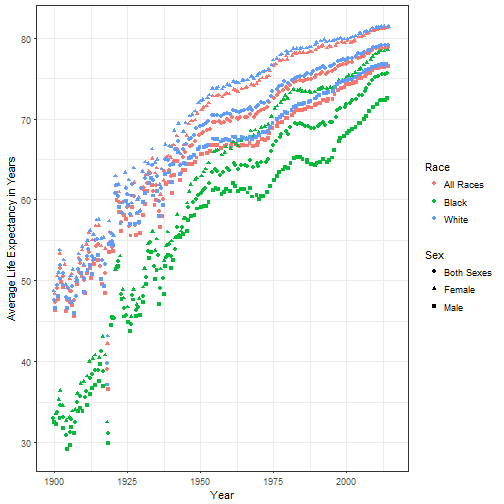 Average Life Expectancy in Years
80
70
60
50
40
30
1900
1925
1950
1975
2000
Year
Race
All Races
Black
White
Sex
Both Sexes
Female
Male